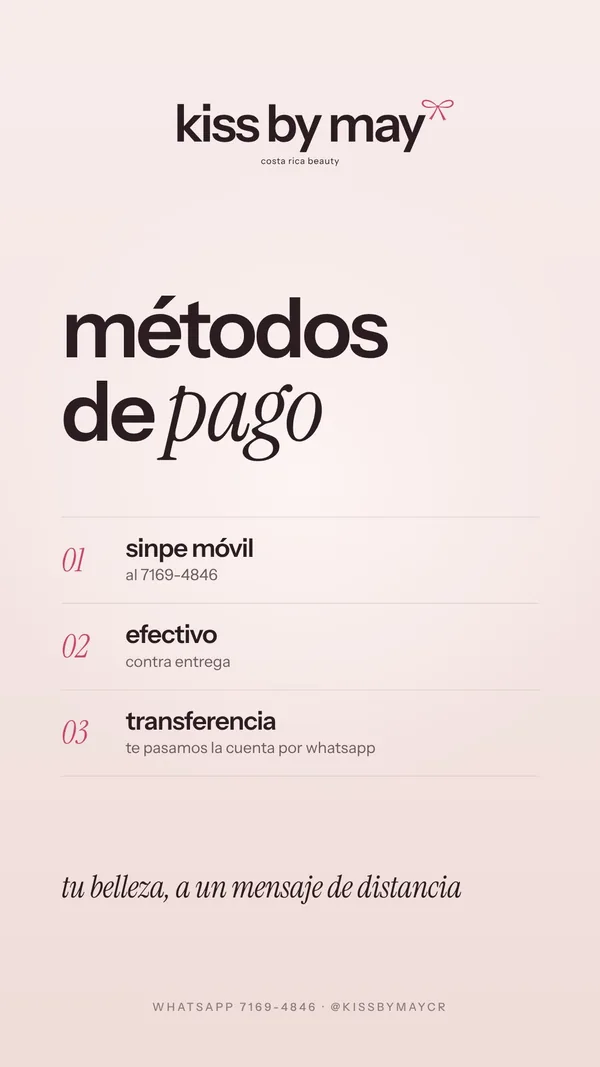 kiss by may
costa rica beauty
métodos
de pago
01
sinpe móvil
al 7169-4846
02
efectivo
contra entrega
03
transferencia
te pasamos la cuenta por whatsapp
tu belleza, a un mensaje de distancia
WHATSAPP 7169-4846 · @KISSBYMAYCR